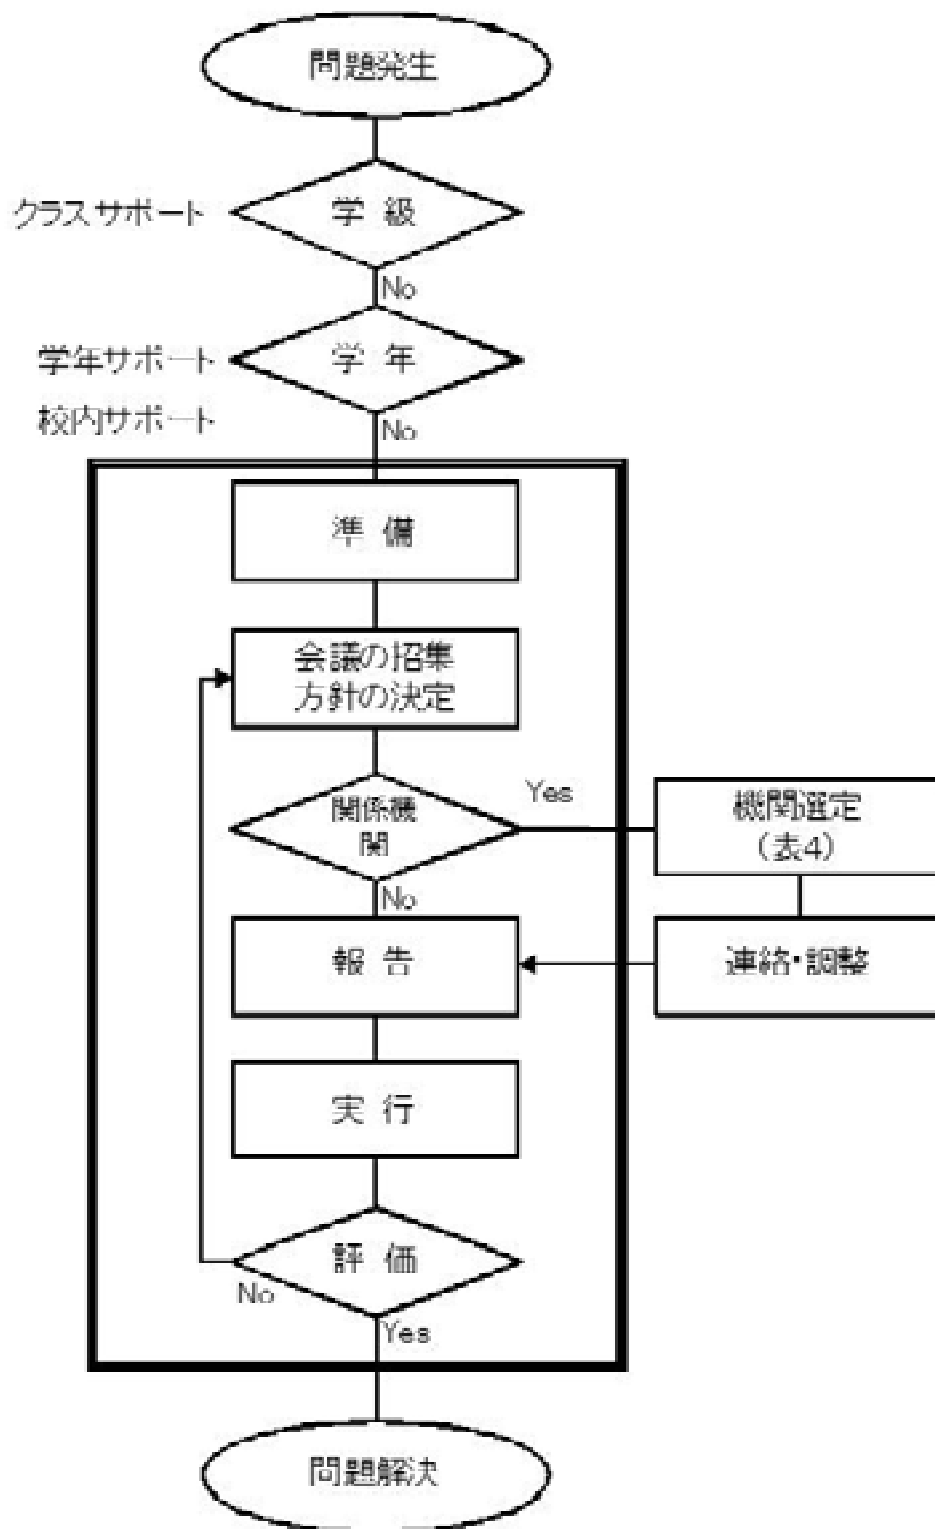 問題発生
クラスサポート
学 級
No
学年サポート
学 年
校内サポート
No
準 備
会議の招集
方針の決定
関係機
関
Yes
機関選定
（表4）
No
報 告
連絡・調整
実 行
評 価
No
Yes
問題解決